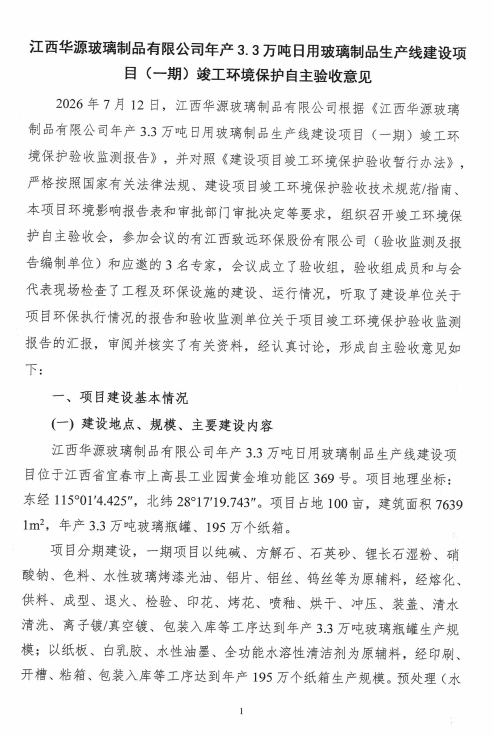 江西华源玻璃制品有限公司年产 3.3 万吨日用玻璃制品生产线建设项
目（一期）竣工环境保护自主验收意见
2026 年 7 月 12 日，江西华源玻璃制品有限公司根据《江西华源玻璃
制品有限公司年产 3.3 万吨日用玻璃制品生产线建设项目（一期）竣工环
境保护验收监测报告》，并对照《建设项目竣工环境保护验收暂行办法》，
严格按照国家有关法律法规、建设项目竣工环境保护验收技术规范/指南、
本项目环境影响报告表和审批部门审批决定等要求，组织召开竣工环境保
护自主验收会，参加会议的有江西致远环保股份有限公司（验收监测及报
告编制单位）和应邀的 3 名专家，会议成立了验收组，验收组成员和与会
代表现场检查了工程及环保设施的建设、运行情况，听取了建设单位关于
项目环保执行情况的报告和验收监测单位关于项目竣工环境保护验收监测
报告的汇报，审阅并核实了有关资料，经认真讨论，形成自主验收意见如
下：
一、项目建设基本情况
(一) 建设地点、规模、主要建设内容
江西华源玻璃制品有限公司年产 3.3 万吨日用玻璃制品生产线建设项
目位于江西省宜春市上高县工业园黄金堆功能区 369 号。项目地理坐标：
东经 115°01′4.425″，北纬 28°17′19.743″。项目占地 100 亩，建筑面积 7639
1m²，年产 3.3 万吨玻璃瓶罐、195 万个纸箱。
项目分期建设，一期项目以纯碱、方解石、石英砂、锂长石湿粉、硝
酸钠、色料、水性玻璃烤漆光油、铝片、铝丝、钨丝等为原辅料，经熔化、
供料、成型、退火、检验、印花、烤花、喷釉、烘干、冲压、装盖、清水
清洗、离子镀/真空镀、包装入库等工序达到年产 3.3 万吨玻璃瓶罐生产规
模；以纸板、白乳胶、水性油墨、全功能水溶性清洁剂为原辅料，经印刷、
开槽、粘箱、包装入库等工序达到年产 195 万个纸箱生产规模。预处理（水
1